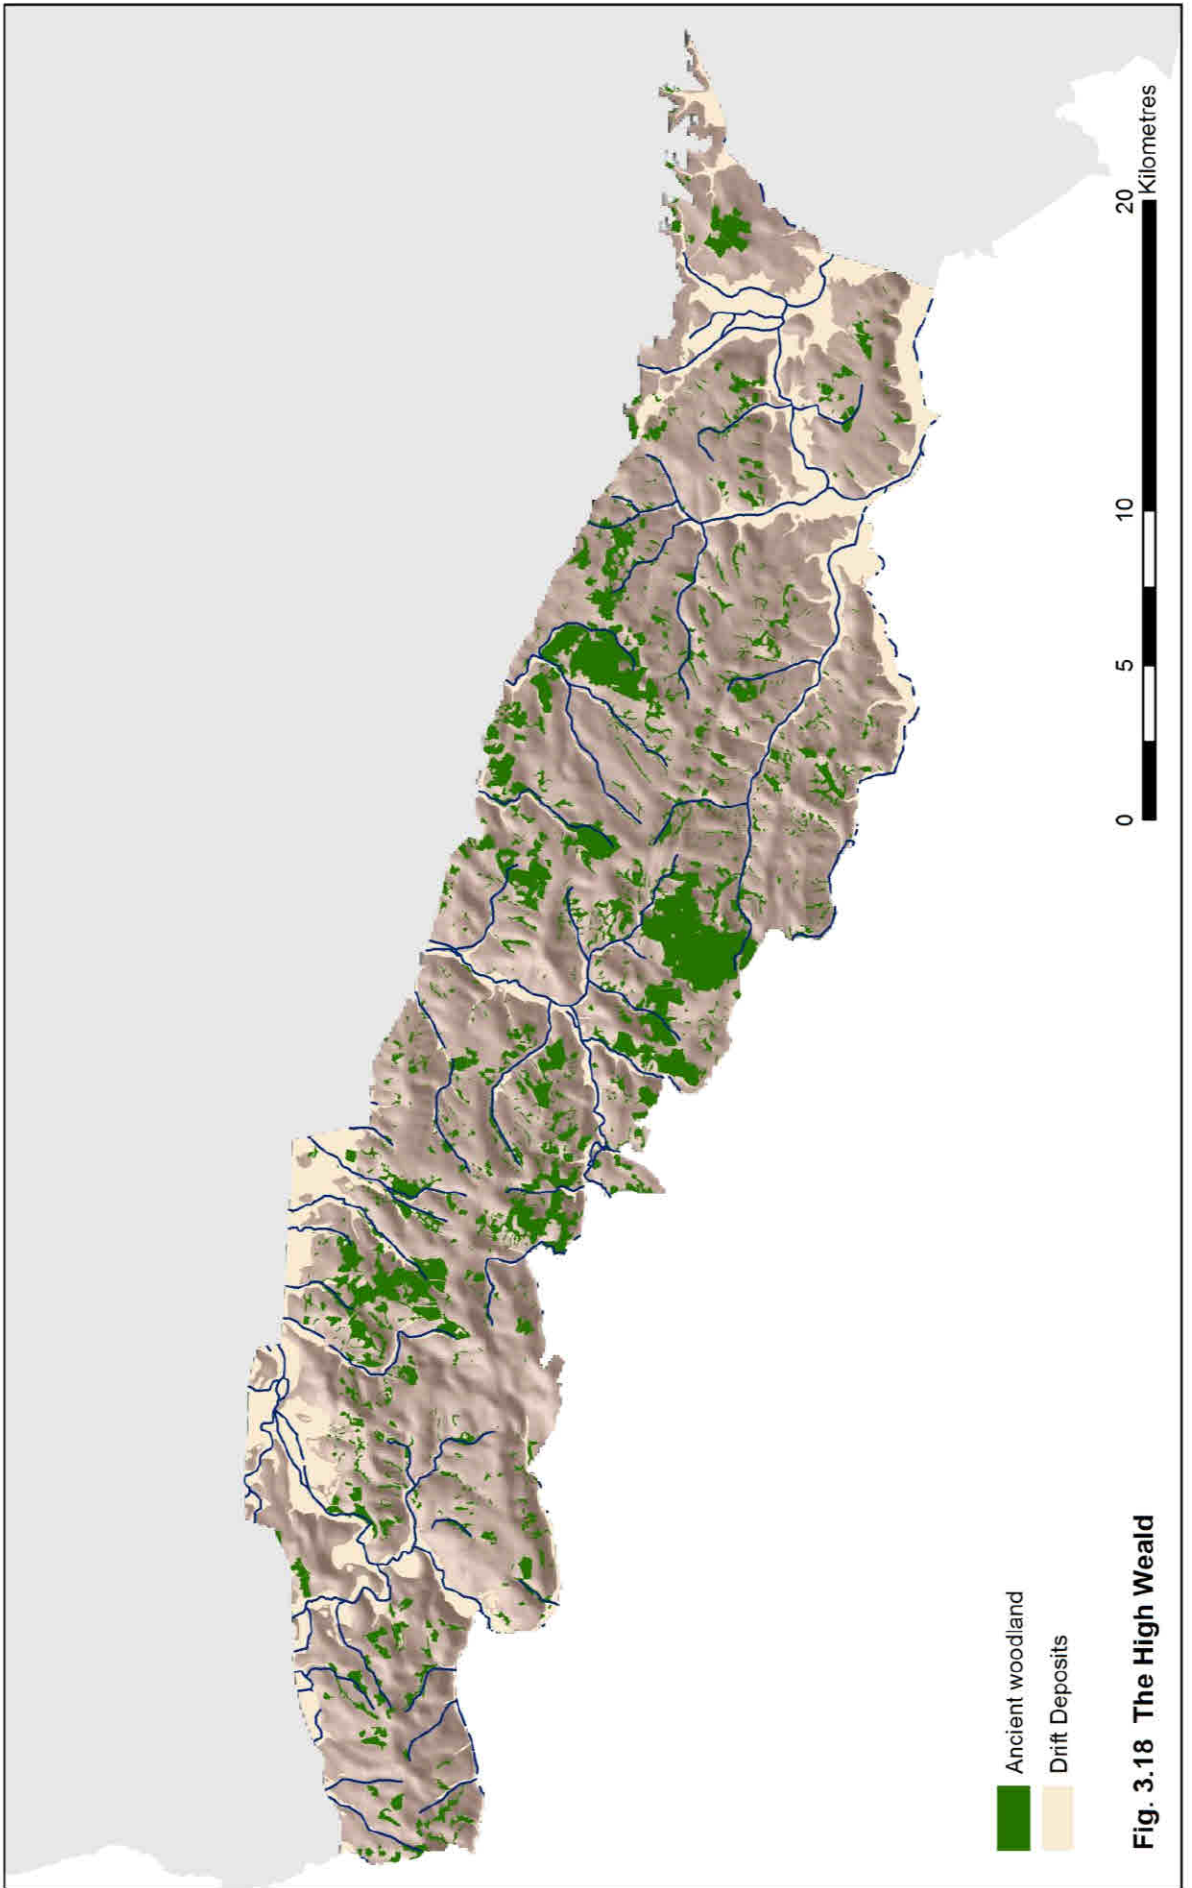 Ancient woodland
Drift Deposits
Fig. 3.18 The High Weald
0 5 10 20
Kilometres